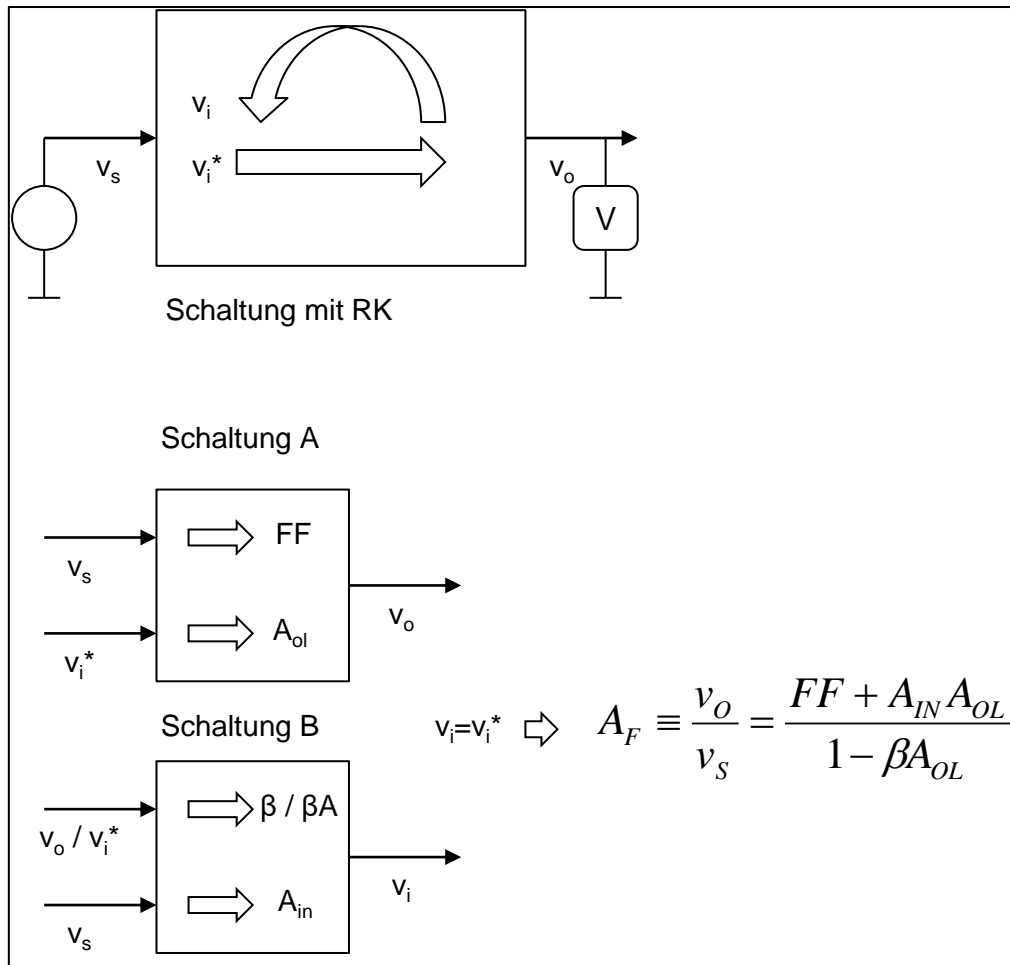 v_i
v_s
v_i*
v_o
V
Schaltung mit RK
Schaltung A
FF
v_s
v_o
A_ol
v_i*
Schaltung B
v_i=v_i* ⇨ A_F ≡ v_O/v_S = (FF + A_IN A_OL)/(1 − βA_OL)
β / βA
v_o / v_i*
v_i
A_in
v_s